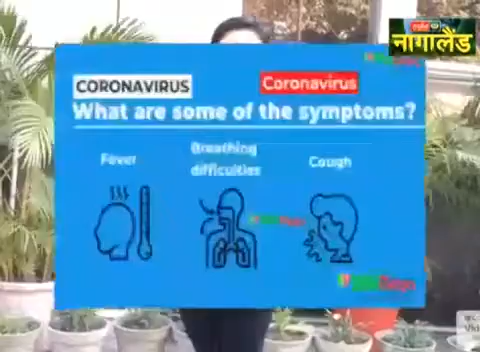 नागालैंड
CORONAVIRUS
Coronavirus
What are some of the symptoms?
Fever
Breathing
difficulties
Cough